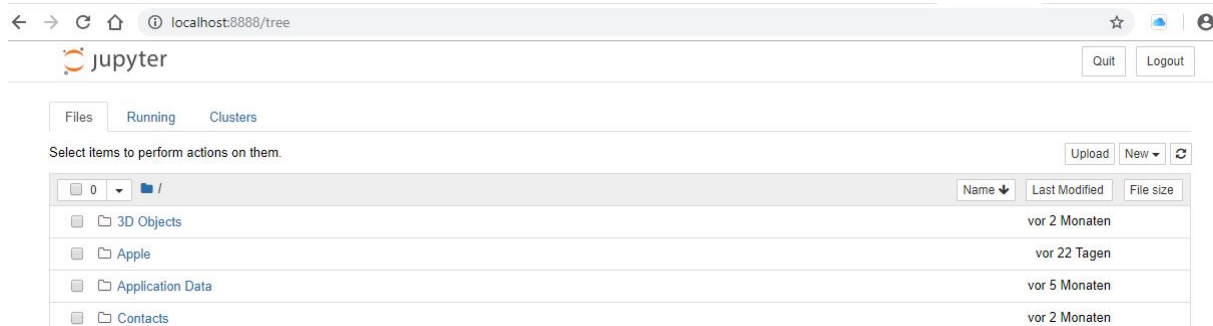 localhost:8888/tree
jupyter
Quit Logout
Files Running Clusters
Select items to perform actions on them.
Upload New
0 / Name Last Modified File size
3D Objects vor 2 Monaten
Apple vor 22 Tagen
Application Data vor 5 Monaten
Contacts vor 2 Monaten